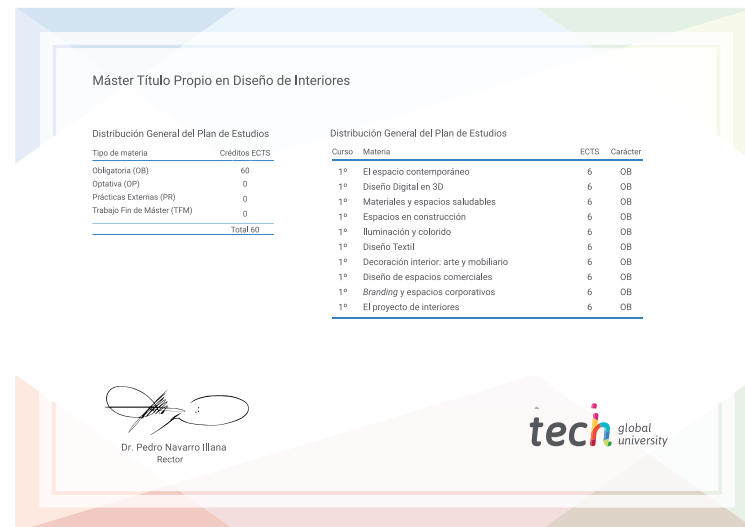 Máster Título Propio en Diseño de Interiores
Distribución General del Plan de Estudios
Tipo de materia Créditos ECTS
Obligatoria (OB) 60
Optativa (OP) 0
Prácticas Externas (PR) 0
Trabajo Fin de Máster (TFM) 0
Total 60
Distribución General del Plan de Estudios
Curso Materia ECTS Carácter
1º El espacio contemporáneo 6 OB
1º Diseño Digital en 3D 6 OB
1º Materiales y espacios saludables 6 OB
1º Espacios en construcción 6 OB
1º Iluminación y colorido 6 OB
1º Diseño Textil 6 OB
1º Decoración interior: arte y mobiliario 6 OB
1º Diseño de espacios comerciales 6 OB
1º Branding y espacios corporativos 6 OB
1º El proyecto de interiores 6 OB
Dr. Pedro Navarro Illana
Rector
tech global
university